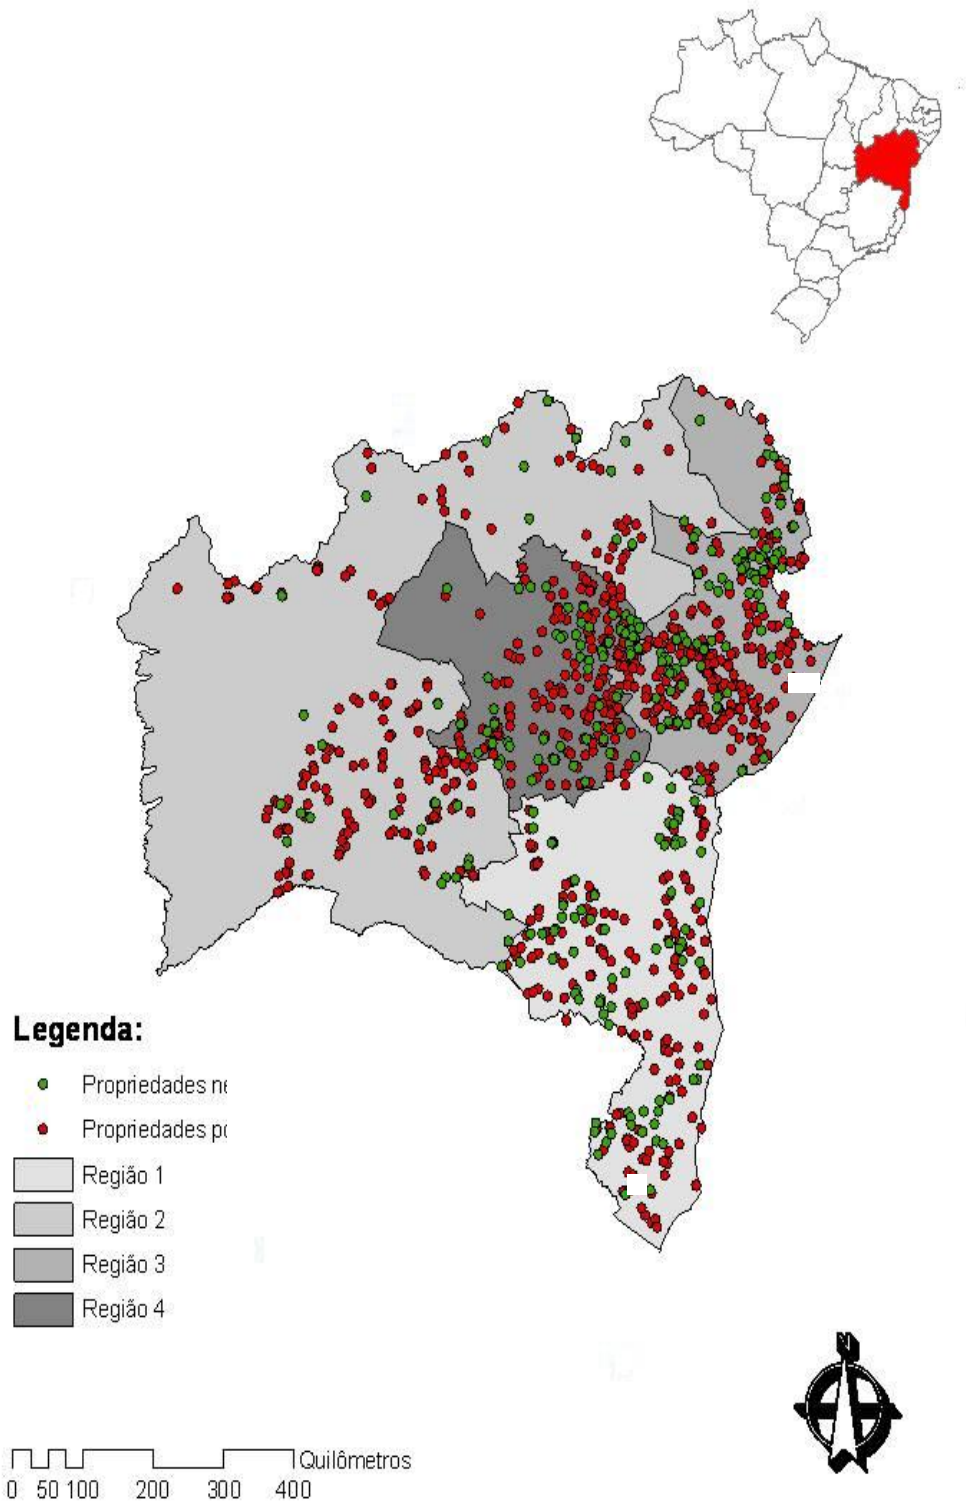 Legenda:
Propriedades ne
Propriedades po
Região 1
Região 2
Região 3
Região 4
N
Quilômetros
0 50 100 200 300 400